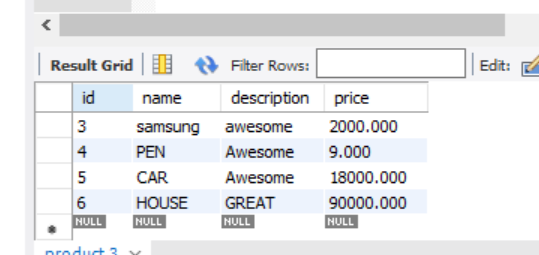 Result Grid Filter Rows: Edit:
id name description price
3 samsung awesome 2000.000
4 PEN Awesome 9.000
5 CAR Awesome 18000.000
6 HOUSE GREAT 90000.000
NULL NULL NULL NULL
product 3